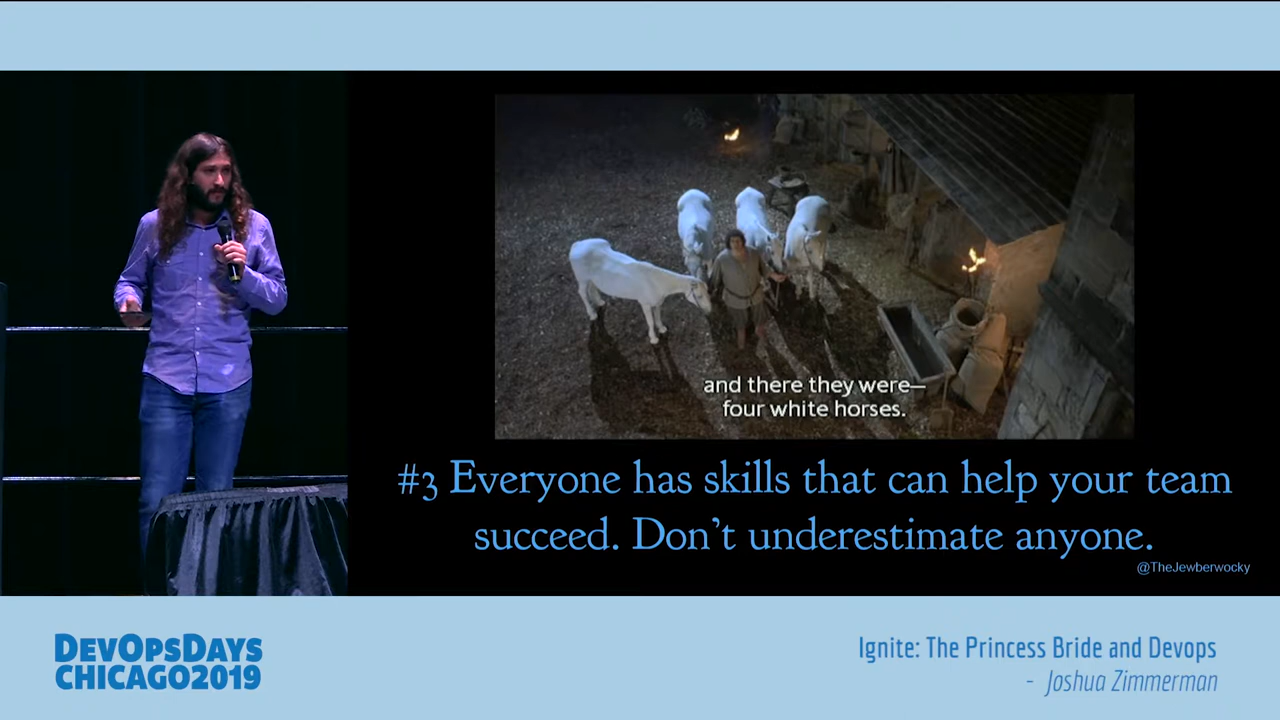 and there they were—
four white horses.
#3 Everyone has skills that can help your team
succeed. Don't underestimate anyone.
@TheJewberwocky
DEVOPSDAYS
CHICAGO2019
Ignite: The Princess Bride and Devops
- Joshua Zimmerman